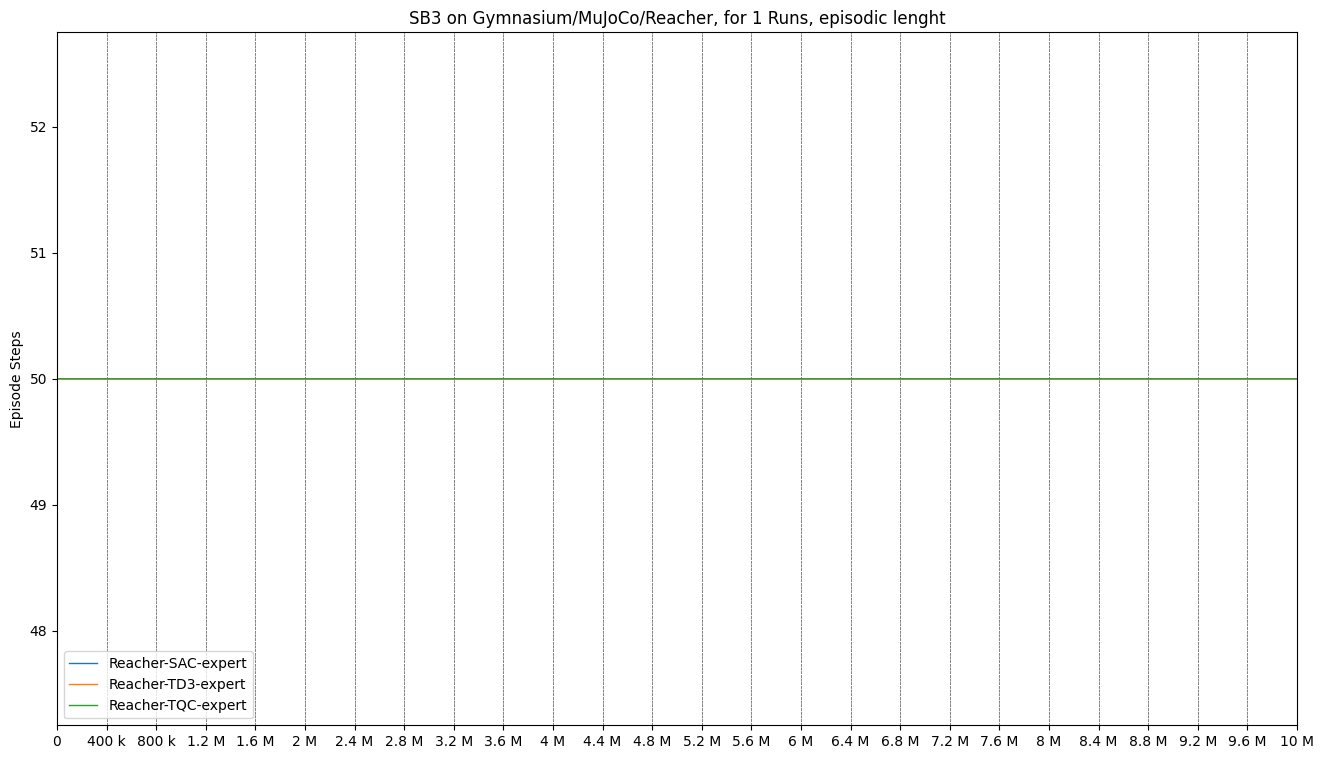 SB3 on Gymnasium/MuJoCo/Reacher, for 1 Runs, episodic lenght
52
51
50
49
48
Episode Steps
Reacher-SAC-expert
Reacher-TD3-expert
Reacher-TQC-expert
0 400 k 800 k 1.2 M 1.6 M 2 M 2.4 M 2.8 M 3.2 M 3.6 M 4 M 4.4 M 4.8 M 5.2 M 5.6 M 6 M 6.4 M 6.8 M 7.2 M 7.6 M 8 M 8.4 M 8.8 M 9.2 M 9.6 M 10 M